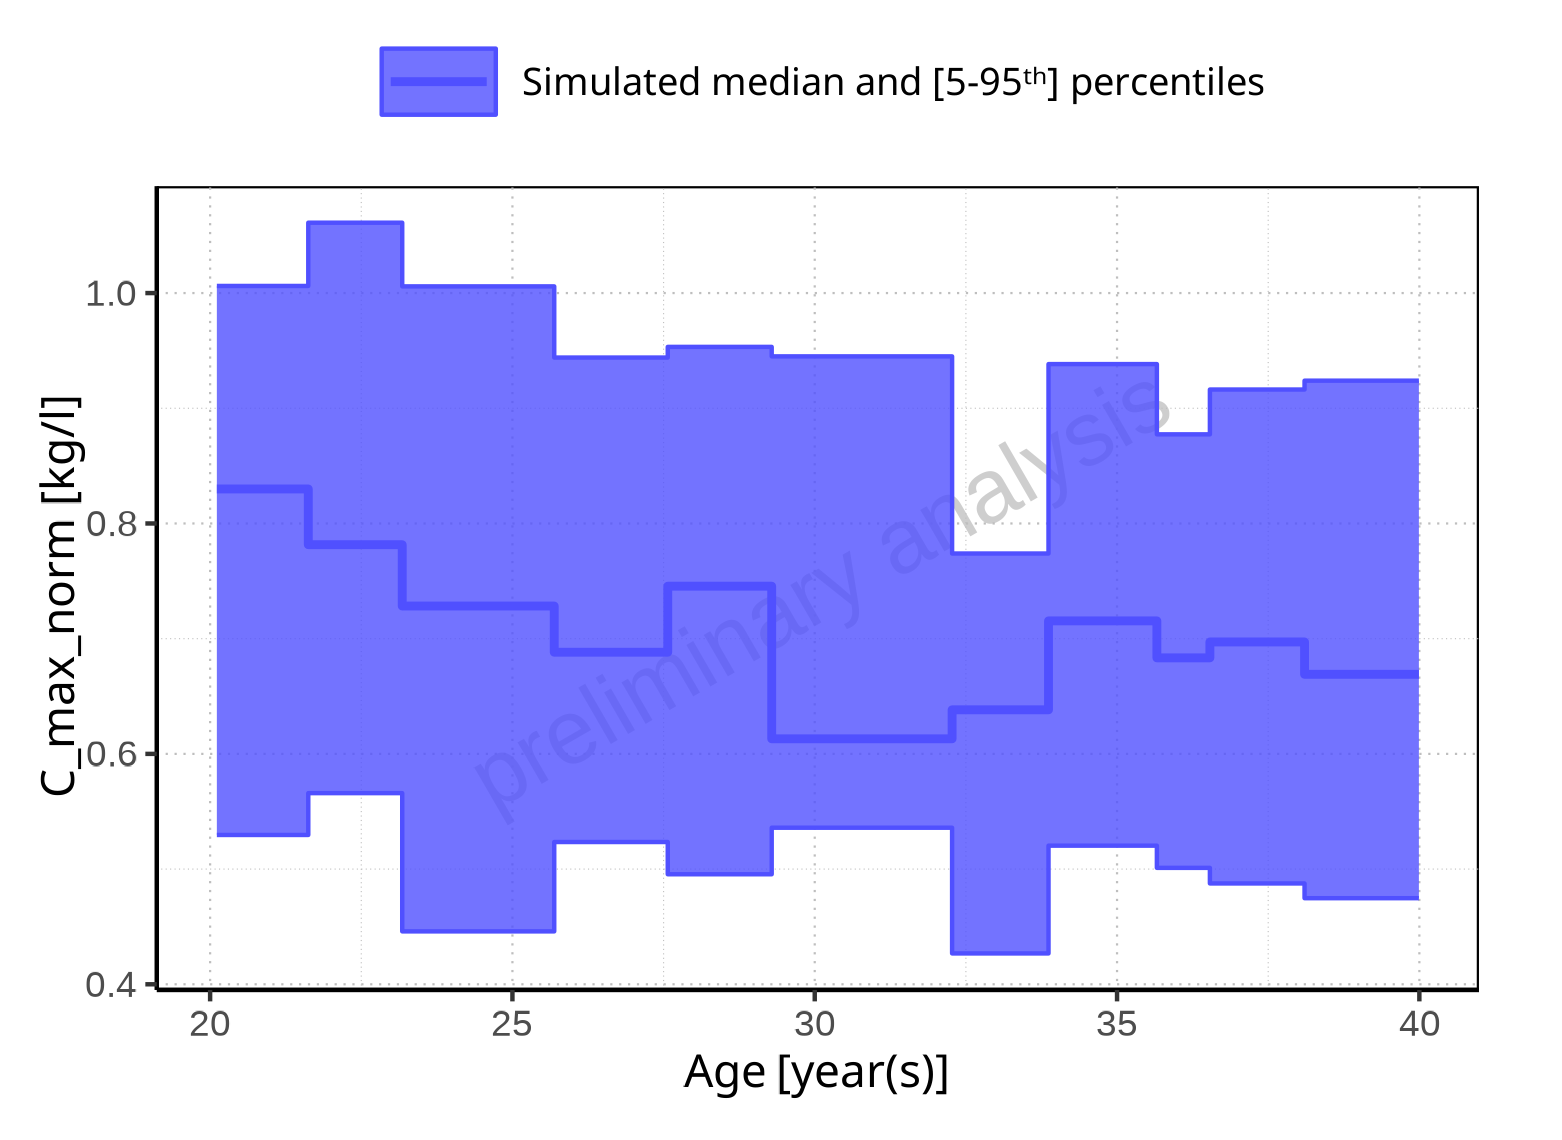 Simulated median and [5-95ᵗʰ] percentiles
C_max_norm [kg/l]
1.0
0.8
0.6
0.4
preliminary analysis
20 25 30 35 40
Age [year(s)]